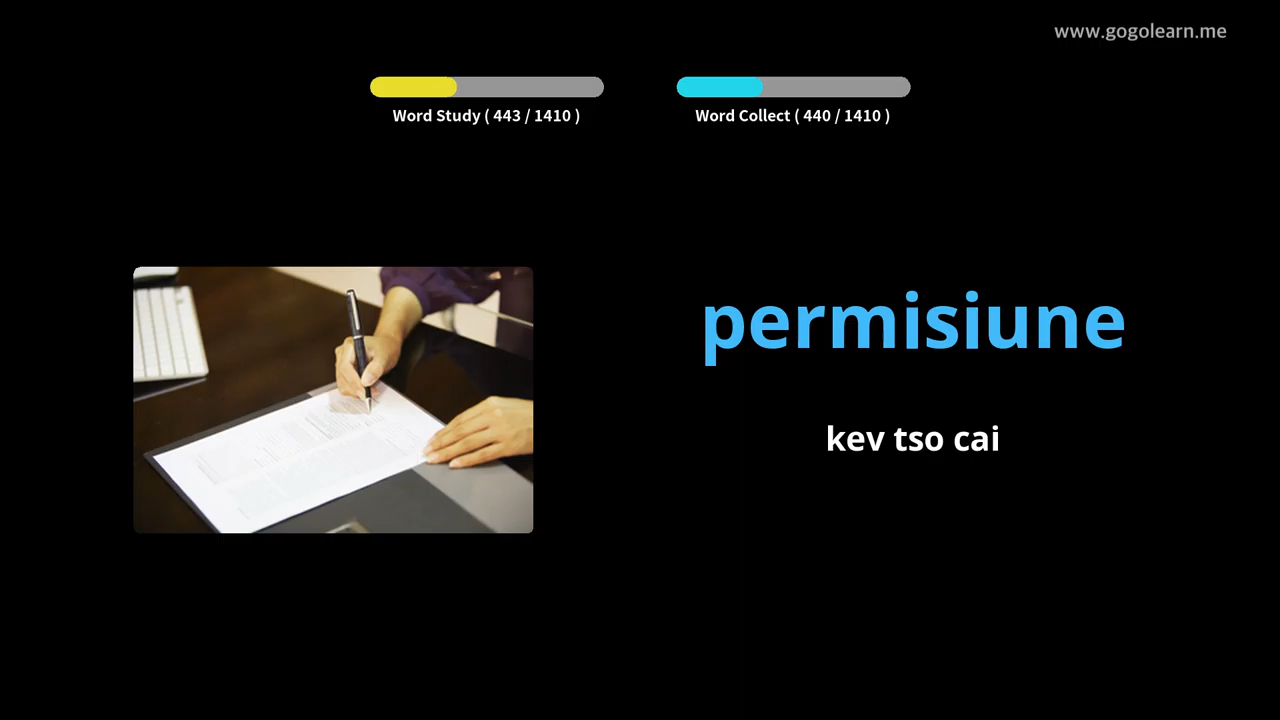 www.gogolearn.me
Word Study ( 443 / 1410 )
Word Collect ( 440 / 1410 )
permisiune
kev tso cai